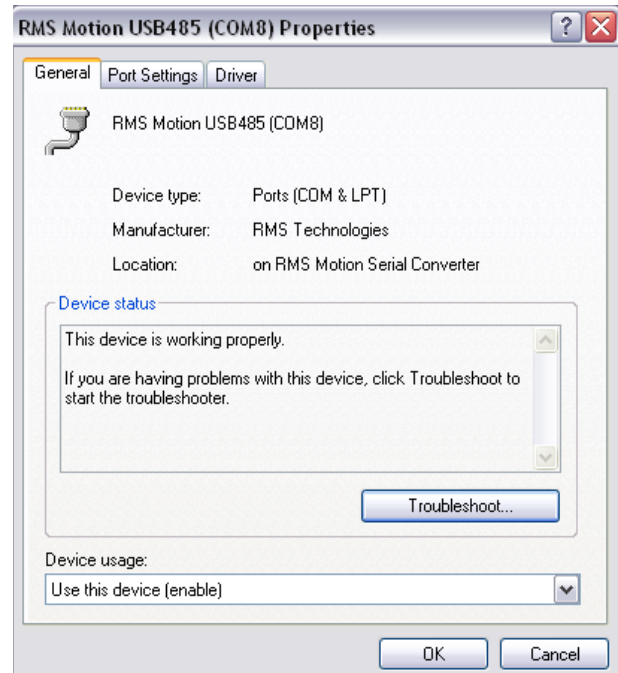 RMS Motion USB485 (COM8) Properties
General Port Settings Driver
RMS Motion USB485 (COM8)
Device type: Ports (COM & LPT)
Manufacturer: RMS Technologies
Location: on RMS Motion Serial Converter
Device status
This device is working properly.
If you are having problems with this device, click Troubleshoot to
start the troubleshooter.
Troubleshoot...
Device usage:
Use this device (enable)
OK Cancel